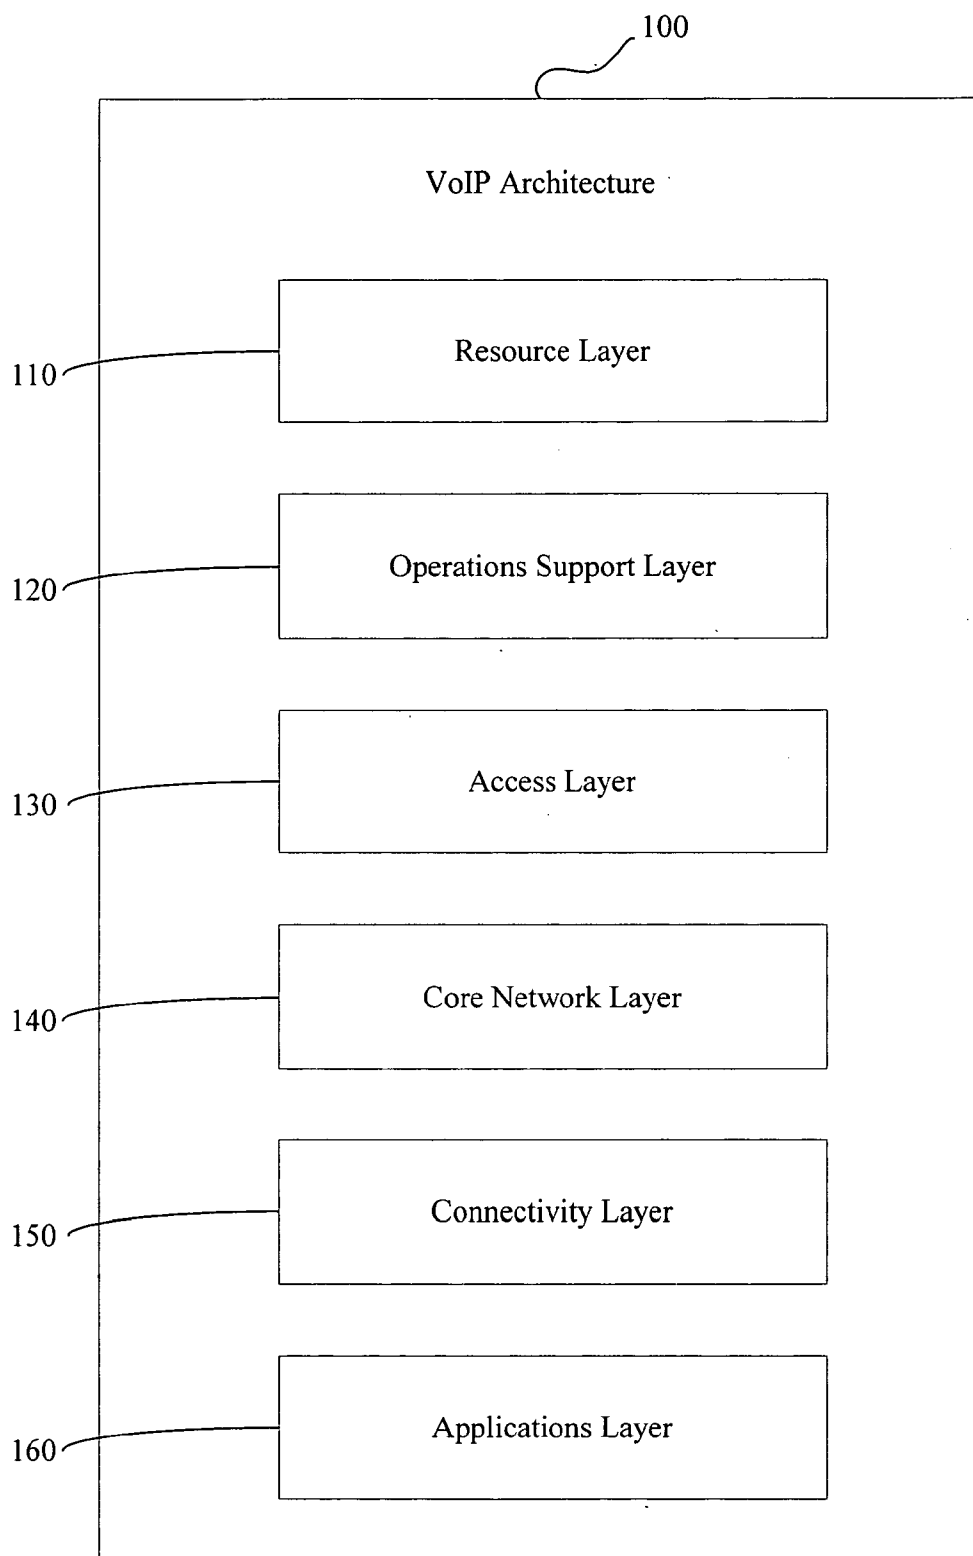 100
VoIP Architecture
Resource Layer
110
Operations Support Layer
120
Access Layer
130
Core Network Layer
140
Connectivity Layer
150
Applications Layer
160